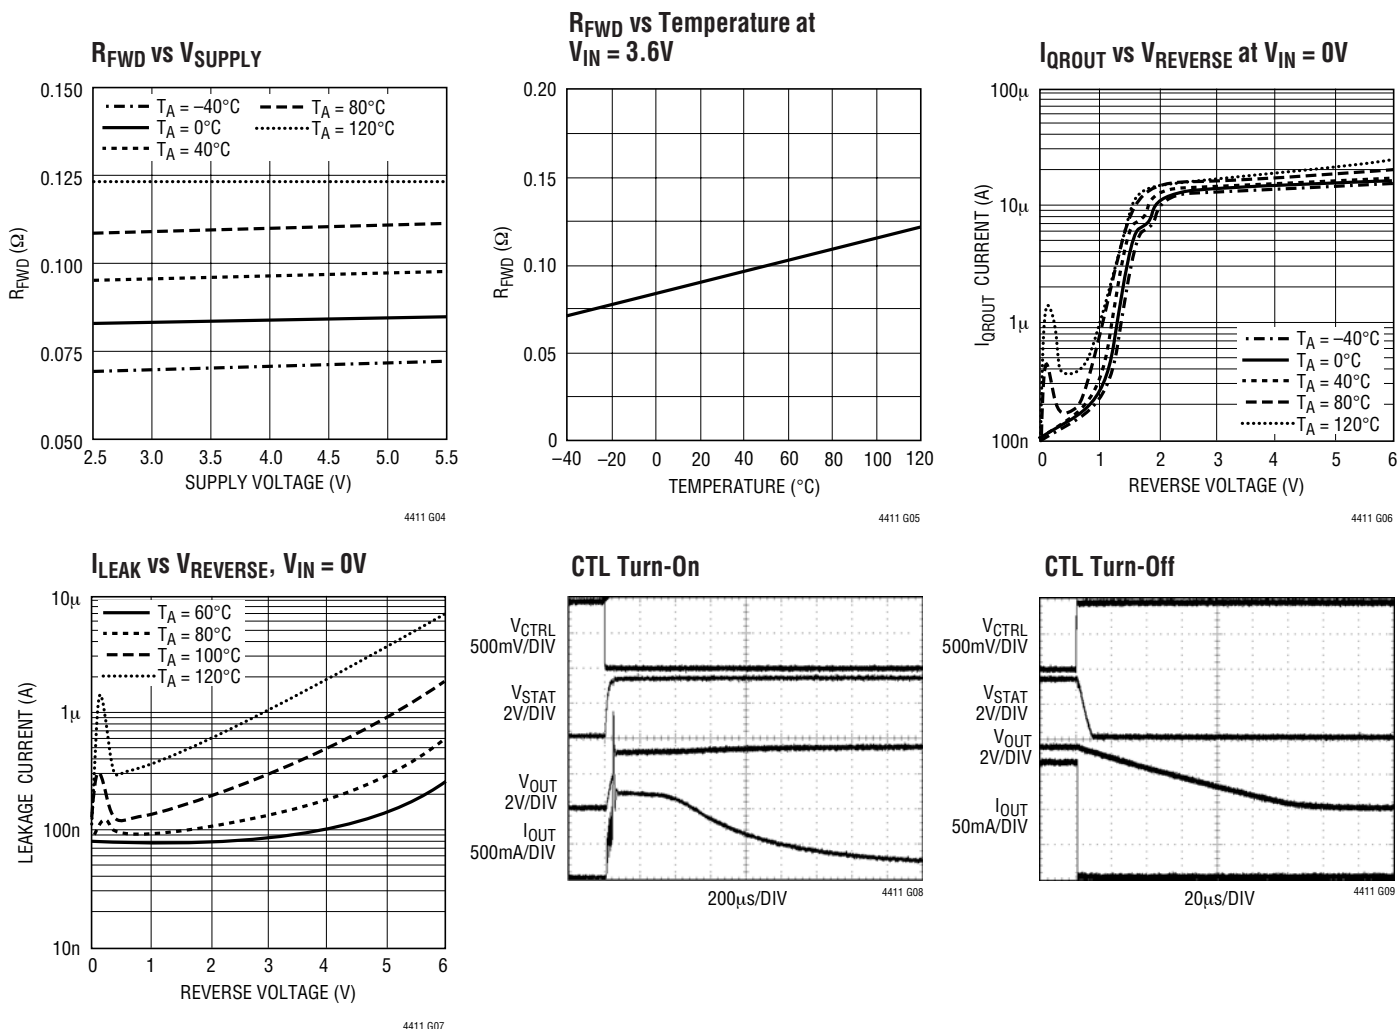 RFWD vs VSUPPLY
0.150
0.125
0.100
0.075
0.050
RFWD (Ω)
TA = –40°C
TA = 0°C
TA = 40°C
TA = 80°C
TA = 120°C
2.5 3.0 3.5 4.0 4.5 5.0 5.5
SUPPLY VOLTAGE (V)
4411 G04
RFWD vs Temperature at
VIN = 3.6V
0.20
0.15
0.10
0.05
0
RFWD (Ω)
–40 –20 0 20 40 60 80 100 120
TEMPERATURE (°C)
4411 G05
IQROUT vs VREVERSE at VIN = 0V
100µ
10µ
1µ
100n
IQROUT CURRENT (A)
TA = –40°C
TA = 0°C
TA = 40°C
TA = 80°C
TA = 120°C
0 1 2 3 4 5 6
REVERSE VOLTAGE (V)
4411 G06
ILEAK vs VREVERSE, VIN = 0V
10µ
1µ
100n
10n
LEAKAGE CURRENT (A)
TA = 60°C
TA = 80°C
TA = 100°C
TA = 120°C
0 1 2 3 4 5 6
REVERSE VOLTAGE (V)
4411 G07
CTL Turn-On
VCTRL
500mV/DIV
VSTAT
2V/DIV
VOUT
2V/DIV
IOUT
500mA/DIV
200µs/DIV
4411 G08
CTL Turn-Off
VCTRL
500mV/DIV
VSTAT
2V/DIV
VOUT
2V/DIV
IOUT
50mA/DIV
20µs/DIV
4411 G09